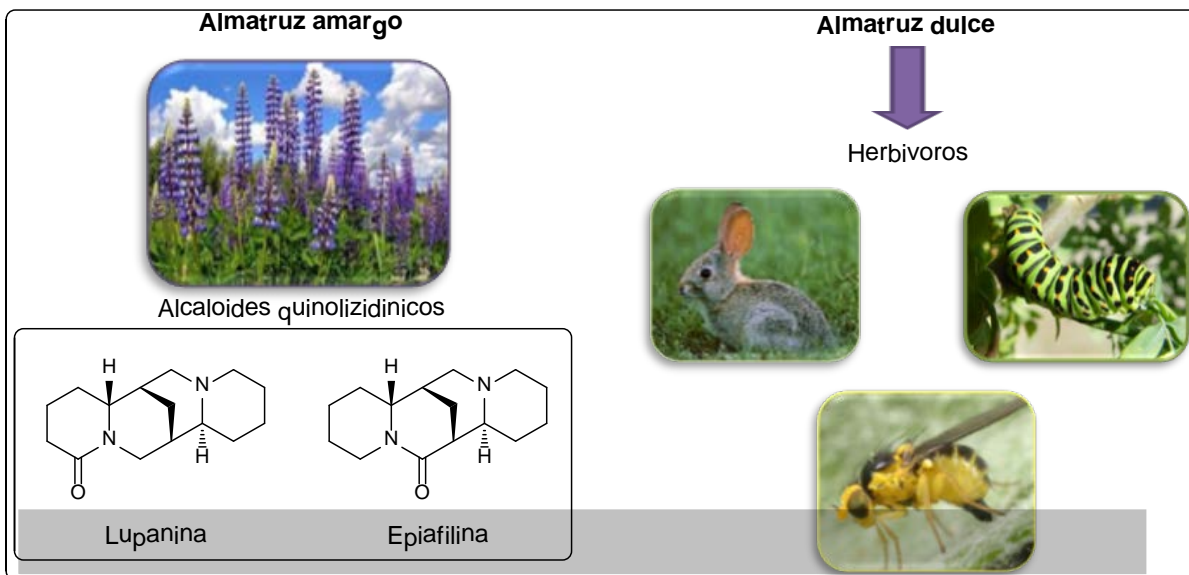 Almatruz amargo
Alcaloides quinolizidinicos
H
N
N
O
H
Lupanina
H
N
N
O
H
Epiafilina
Almatruz dulce
Herbivoros